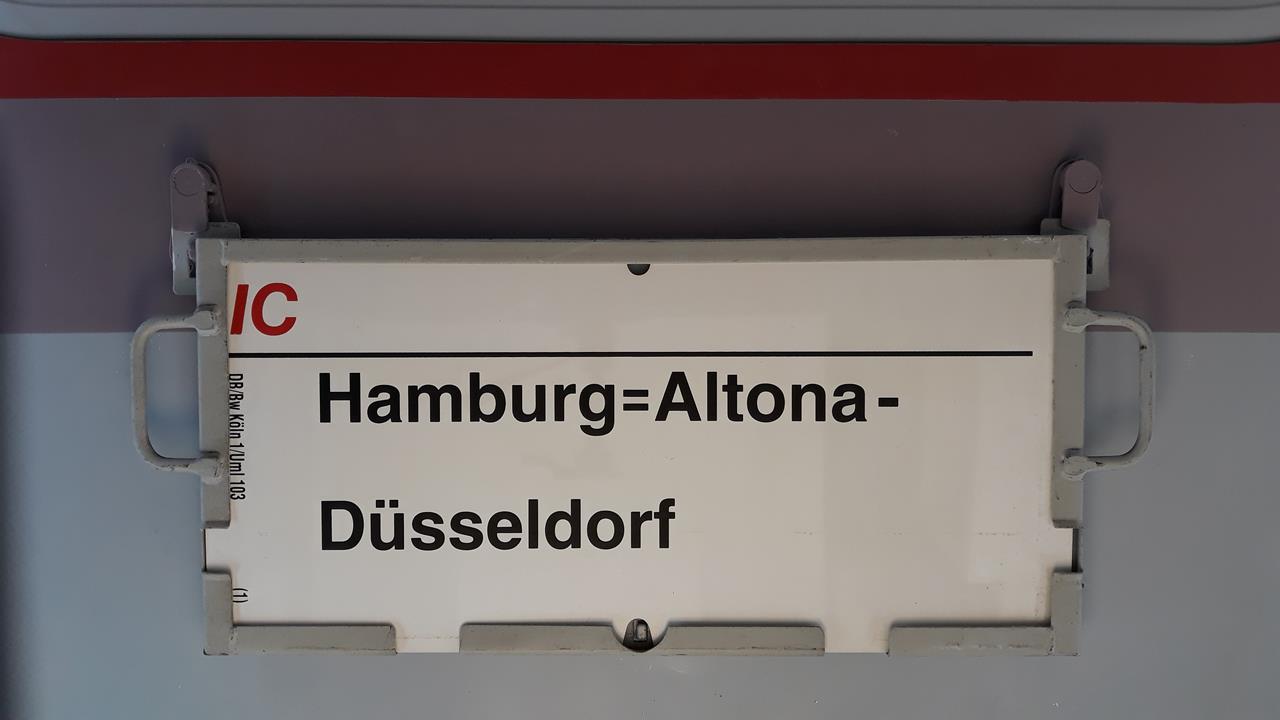 IC
Hamburg=Altona-
Düsseldorf
DB/Bw Köln 1/Uml 103
(1)